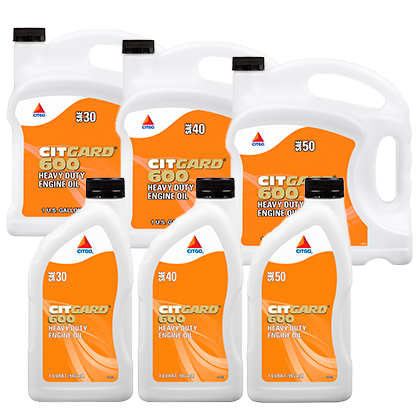 CITGO
SAE 30
CITGARD
600
HEAVY DUTY
ENGINE OIL
1 U.S. GALLO
CITGO
SAE 40
CITGARD
600
HEAVY DUTY
ENGINE OIL
1 U.S. GA
CITGO
SAE 50
CITGARD
600
HEAVY DUTY
ENGINE OIL
CITGO
SAE 30
CITGARD
600
HEAVY DUTY
ENGINE OIL
CITGO
SAE 40
CITGARD
600
HEAVY DUTY
ENGINE OIL
CITGO
SAE 50
CITGARD
600
HEAVY DUTY
ENGINE OIL